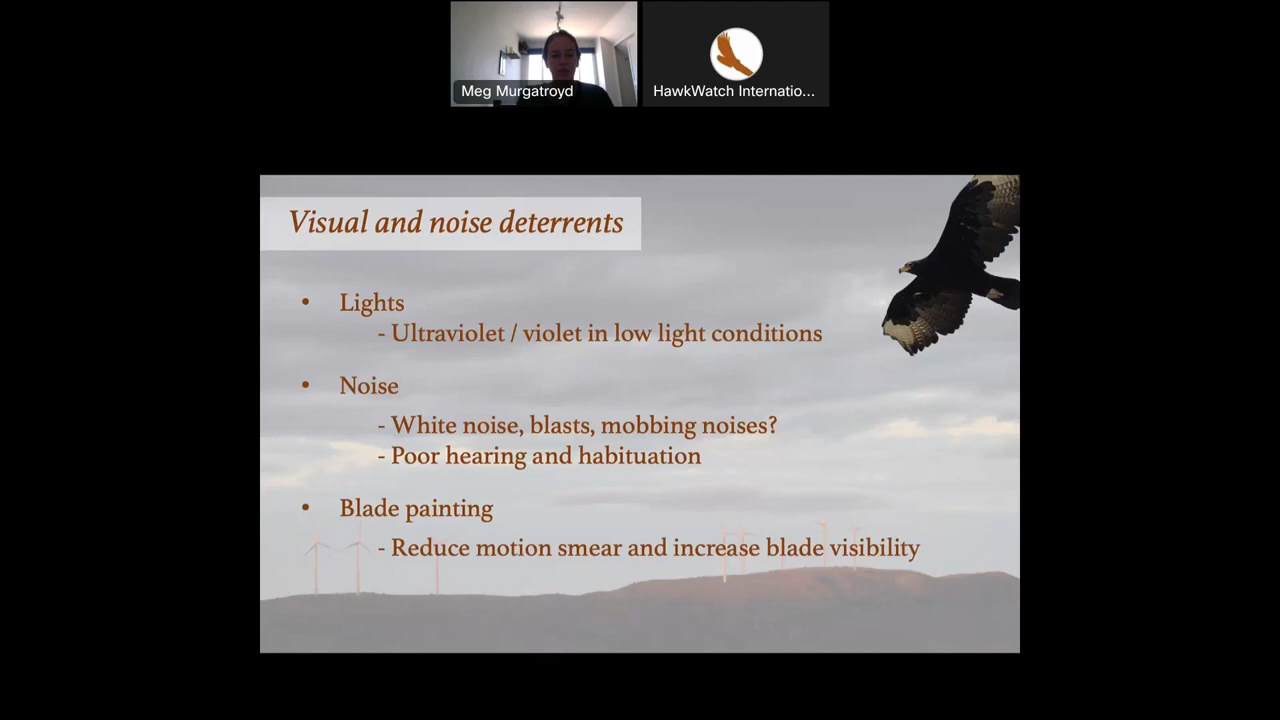 Meg Murgatroyd
HawkWatch Internatio...
Visual and noise deterrents
• Lights
- Ultraviolet / violet in low light conditions
• Noise
- White noise, blasts, mobbing noises?
- Poor hearing and habituation
• Blade painting
- Reduce motion smear and increase blade visibility